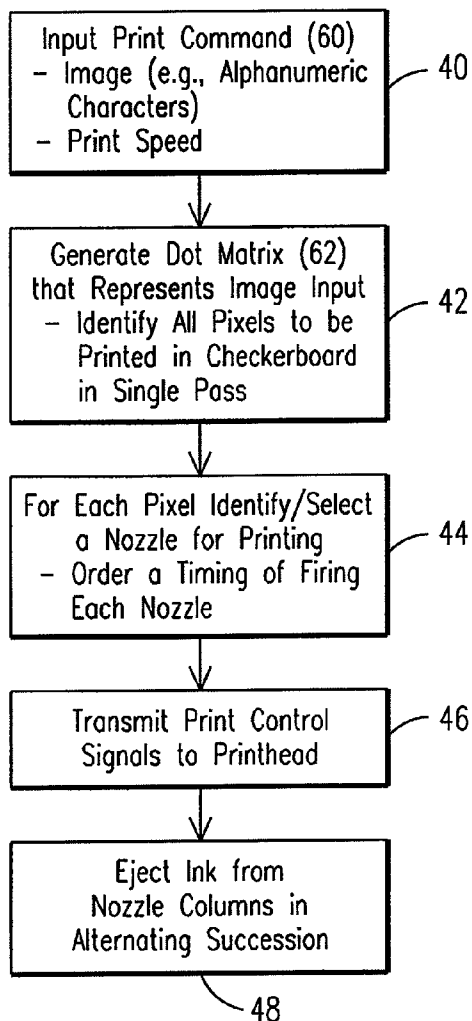 Input Print Command (60)
- Image (e.g., Alphanumeric
Characters)
- Print Speed
40
Generate Dot Matrix (62)
that Represents Image Input
- Identify All Pixels to be
Printed in Checkerboard
in Single Pass
42
For Each Pixel Identify/Select
a Nozzle for Printing
- Order a Timing of Firing
Each Nozzle
44
Transmit Print Control
Signals to Printhead
46
Eject Ink from
Nozzle Columns in
Alternating Succession
48